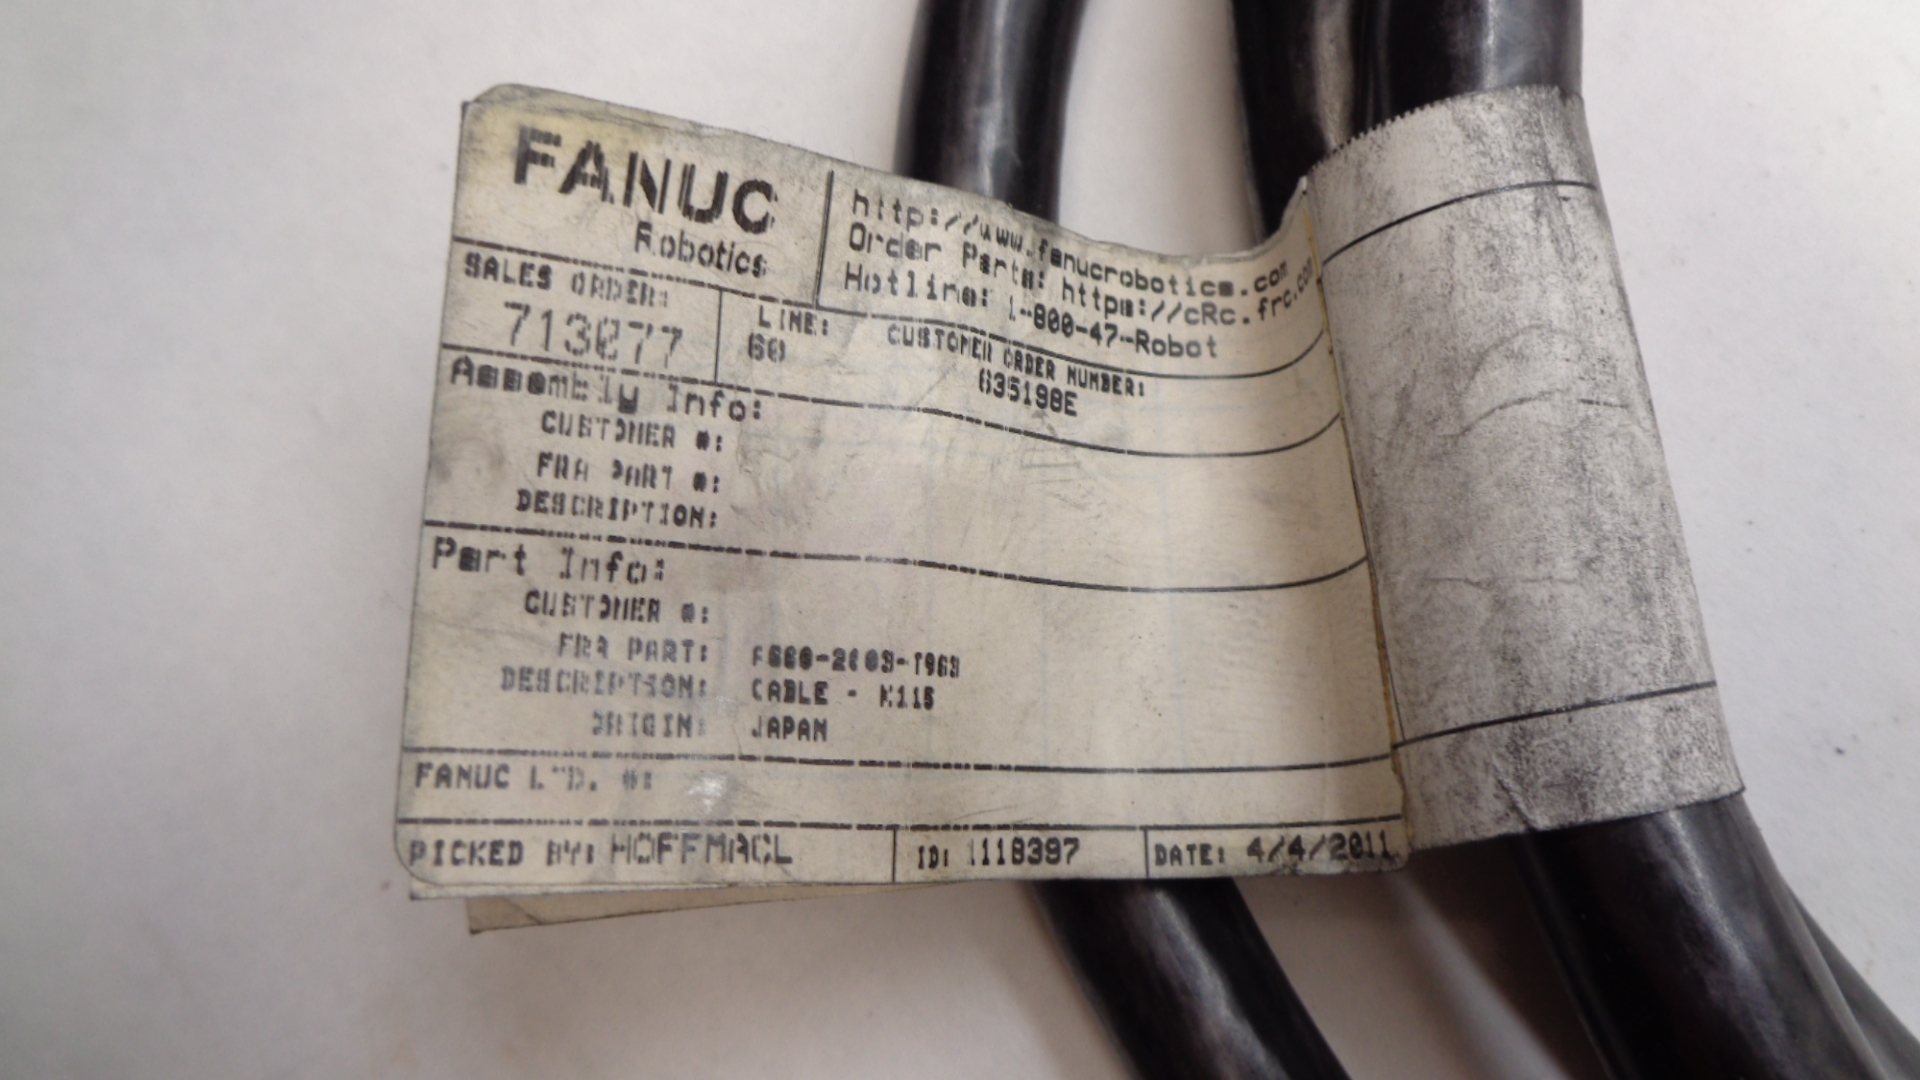 FANUC
Robotics
http://www.fanucrobotics.com
Order Parts: https://cRc.frc.com
Hotline: 1-800-47-Robot
SALES ORDER:
713077
LINE:
60
CUSTOMER ORDER NUMBER:
635198E
Assembly Info:
CUSTOMER #:
FRA PART #:
DESCRIPTION:
Part Info:
CUSTOMER #:
FRA PART:
DESCRIPTION: CABLE - K115
ORIGIN: JAPAN
FANUC LTD. #:
PICKED BY: HOFFMACL
ID: 1118397
DATE: 4/4/2011